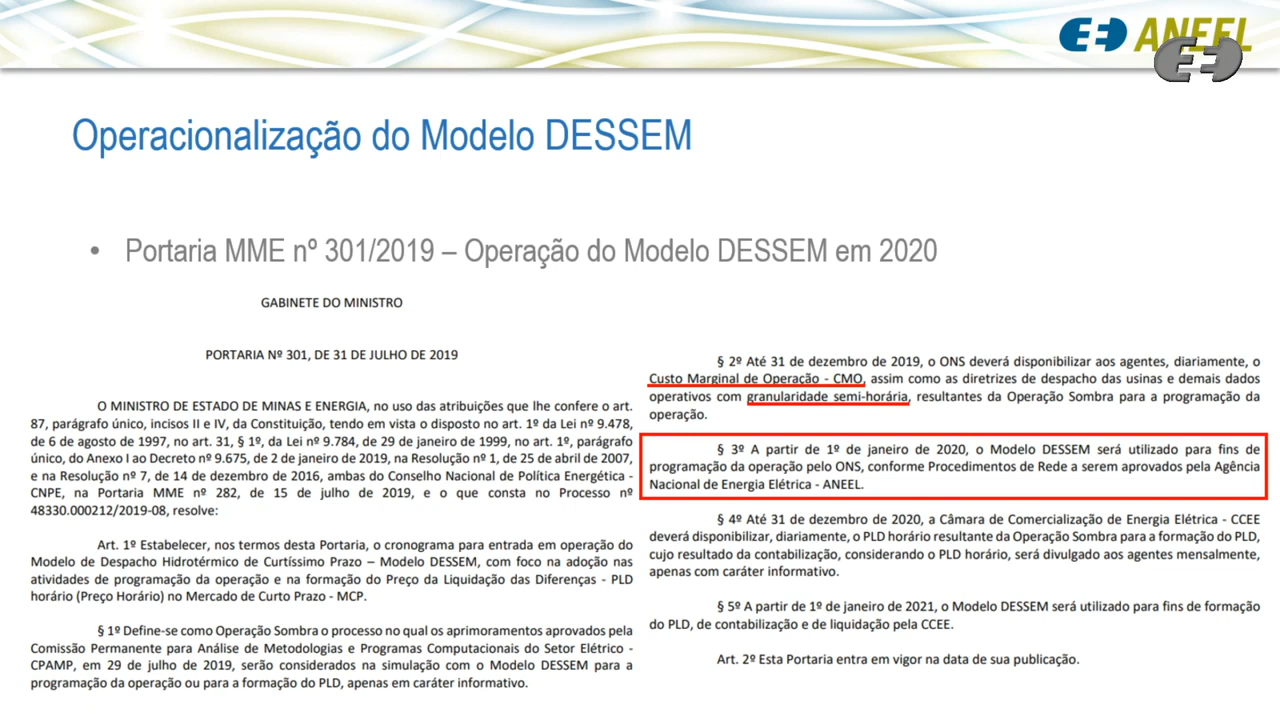 ANEEL
Operacionalização do Modelo DESSEM
• Portaria MME nº 301/2019 – Operação do Modelo DESSEM em 2020
GABINETE DO MINISTRO
PORTARIA Nº 301, DE 31 DE JULHO DE 2019
O MINISTRO DE ESTADO DE MINAS E ENERGIA, no uso das atribuições que lhe confere o art.
87, parágrafo único, incisos II e IV, da Constituição, tendo em vista o disposto no art. 1º da Lei nº 9.478,
de 6 de agosto de 1997, no art. 31, § 1º, da Lei nº 9.784, de 29 de janeiro de 1999, no art. 1º, parágrafo
único, do Anexo I ao Decreto nº 9.675, de 2 de janeiro de 2019, na Resolução nº 1, de 25 de abril de 2007,
e na Resolução nº 7, de 14 de dezembro de 2016, ambas do Conselho Nacional de Política Energética -
CNPE, na Portaria MME nº 282, de 15 de julho de 2019, e o que consta no Processo nº
48330.000212/2019-08, resolve:
Art. 1º Estabelecer, nos termos desta Portaria, o cronograma para entrada em operação do
Modelo de Despacho Hidrotérmico de Curtíssimo Prazo – Modelo DESSEM, com foco na adoção nas
atividades de programação da operação e na formação do Preço da Liquidação das Diferenças - PLD
horário (Preço Horário) no Mercado de Curto Prazo - MCP.
§ 1º Define-se como Operação Sombra o processo no qual os aprimoramentos aprovados pela
Comissão Permanente para Análise de Metodologias e Programas Computacionais do Setor Elétrico -
CPAMP, em 29 de julho de 2019, serão considerados na simulação com o Modelo DESSEM para a
programação da operação ou para a formação do PLD, apenas em caráter informativo.
§ 2º Até 31 de dezembro de 2019, o ONS deverá disponibilizar aos agentes, diariamente, o
Custo Marginal de Operação - CMO, assim como as diretrizes de despacho das usinas e demais dados
operativos com granularidade semi-horária, resultantes da Operação Sombra para a programação da
operação.
§ 3º A partir de 1º de janeiro de 2020, o Modelo DESSEM será utilizado para fins de
programação da operação pelo ONS, conforme Procedimentos de Rede a serem aprovados pela Agência
Nacional de Energia Elétrica - ANEEL.
§ 4º Até 31 de dezembro de 2020, a Câmara de Comercialização de Energia Elétrica - CCEE
deverá disponibilizar, diariamente, o PLD horário resultante da Operação Sombra para a formação do PLD,
cujo resultado da contabilização, considerando o PLD horário, será divulgado aos agentes mensalmente,
apenas com caráter informativo.
§ 5º A partir de 1º de janeiro de 2021, o Modelo DESSEM será utilizado para fins de formação
do PLD, de contabilização e de liquidação pela CCEE.
Art. 2º Esta Portaria entra em vigor na data de sua publicação.